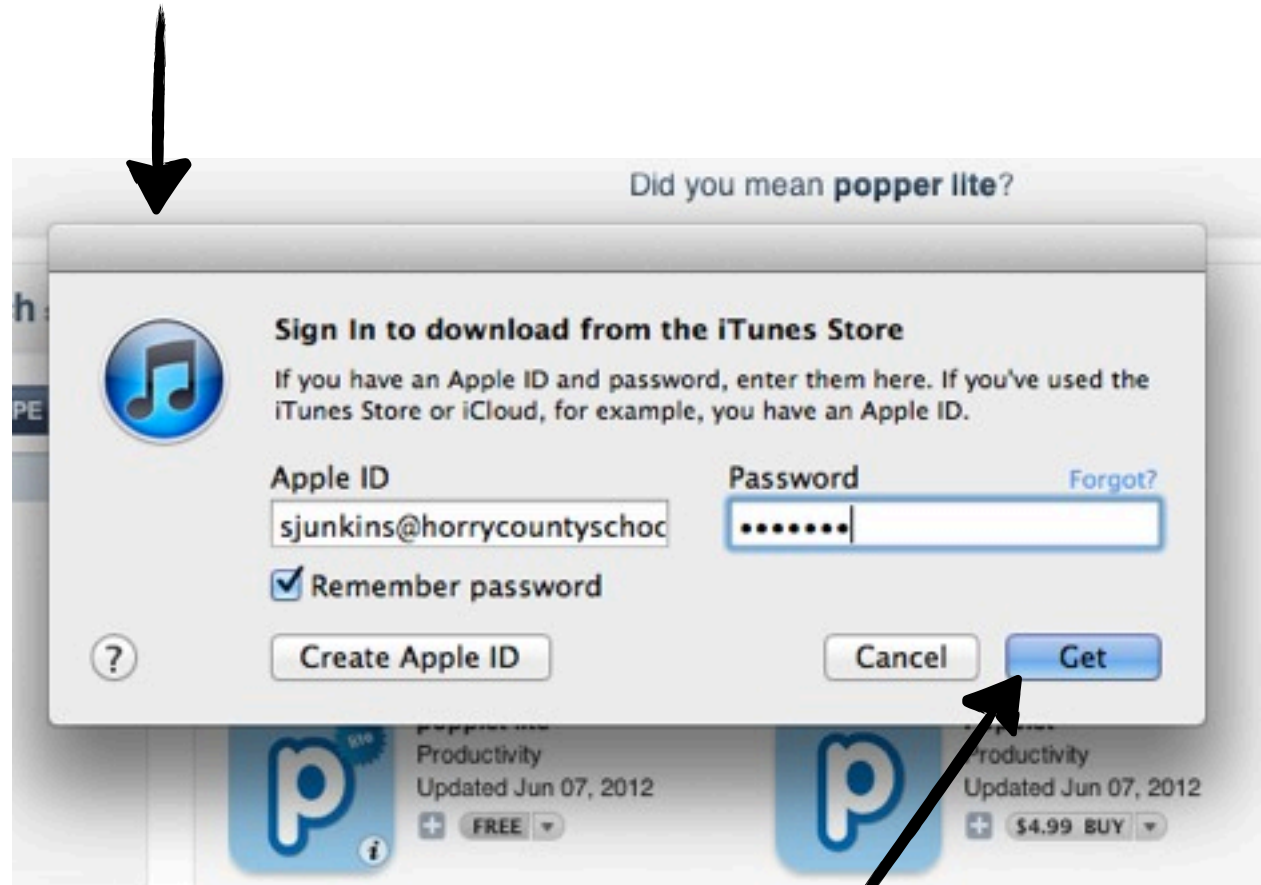 Did you mean popper lite?
h
PE
Sign In to download from the iTunes Store
If you have an Apple ID and password, enter them here. If you've used the
iTunes Store or iCloud, for example, you have an Apple ID.
Apple ID
Password
Forgot?
sjunkins@horrycountyschoc
•••••••
Remember password
?
Create Apple ID
Cancel
Get
p
lite
i
Productivity
Updated Jun 07, 2012
FREE
p
Productivity
Updated Jun 07, 2012
$4.99 BUY